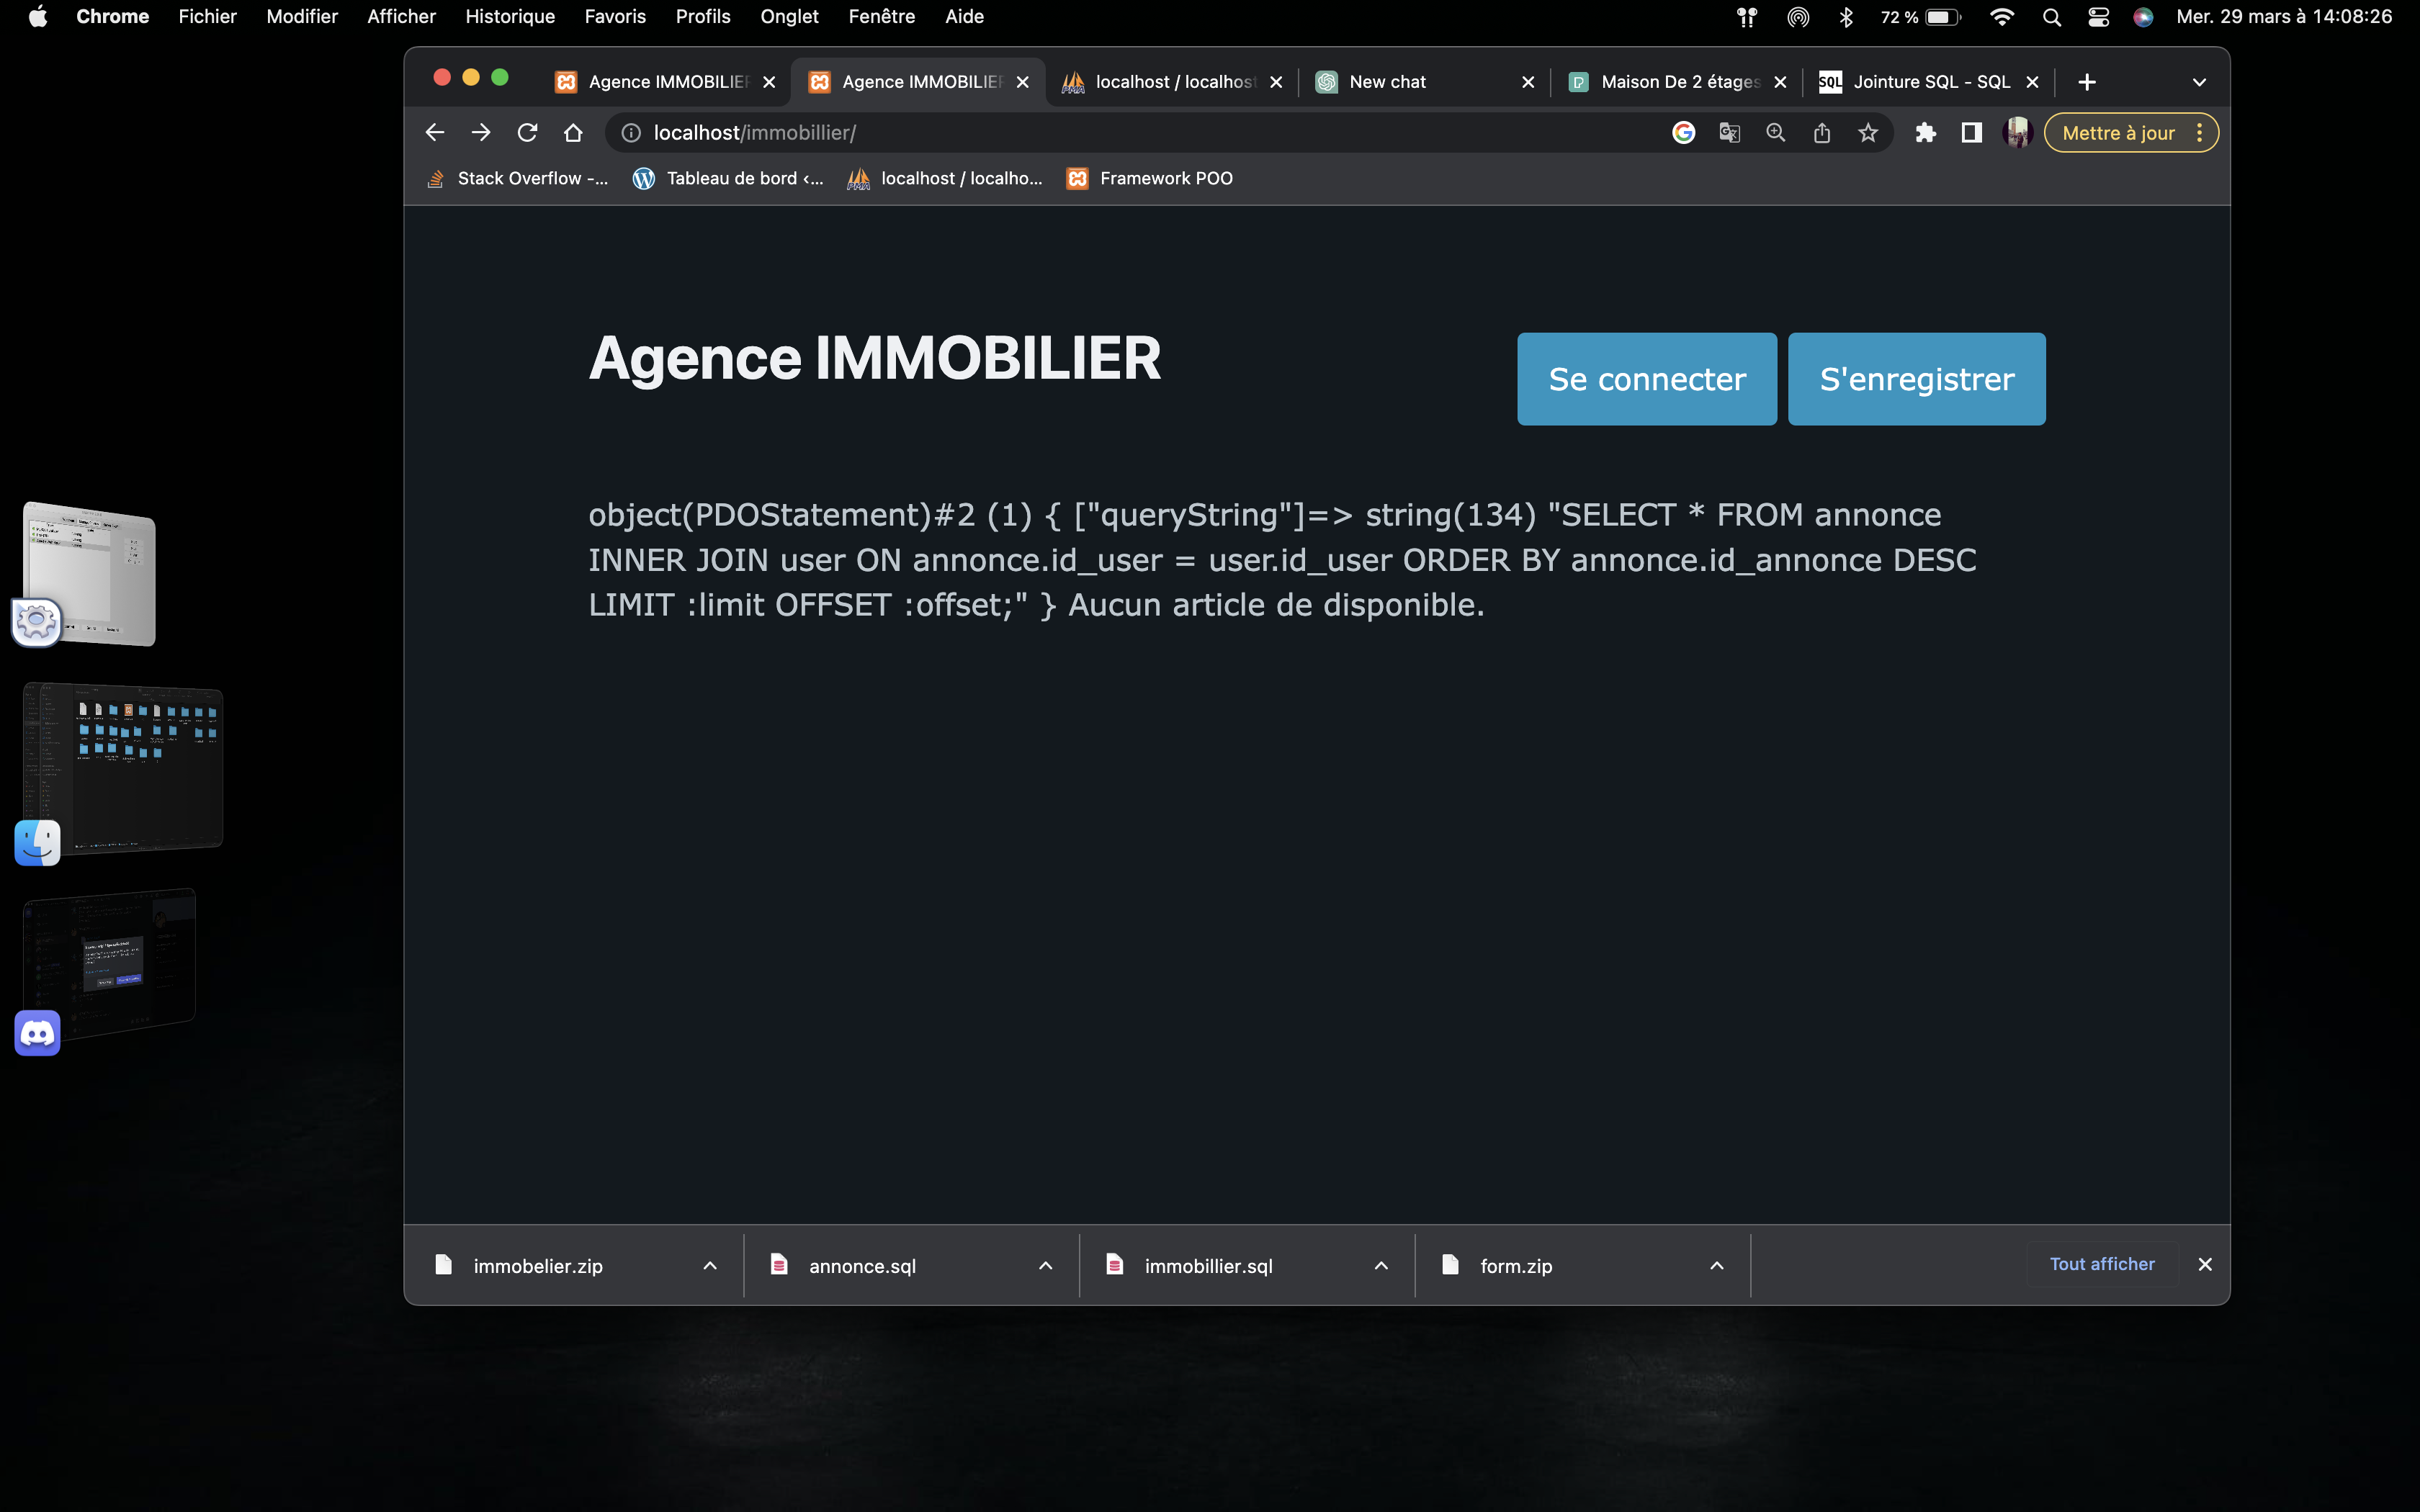 Chrome Fichier Modifier Afficher Historique Favoris Profils Onglet Fenêtre Aide 72 % Mer. 29 mars à 14:08:26
Agence IMMOBILIER Agence IMMOBILIER localhost / localhost New chat Maison De 2 étages SQL Jointure SQL - SQL
localhost/immobillier/ Mettre à jour
Stack Overflow -... Tableau de bord <... PMA localhost / localho... Framework POO
Agence IMMOBILIER
Se connecter
S'enregistrer
object(PDOStatement)#2 (1) { ["queryString"]=> string(134) "SELECT * FROM annonce
INNER JOIN user ON annonce.id_user = user.id_user ORDER BY annonce.id_annonce DESC
LIMIT :limit OFFSET :offset;" } Aucun article de disponible.
immobelier.zip annonce.sql immobillier.sql form.zip Tout afficher